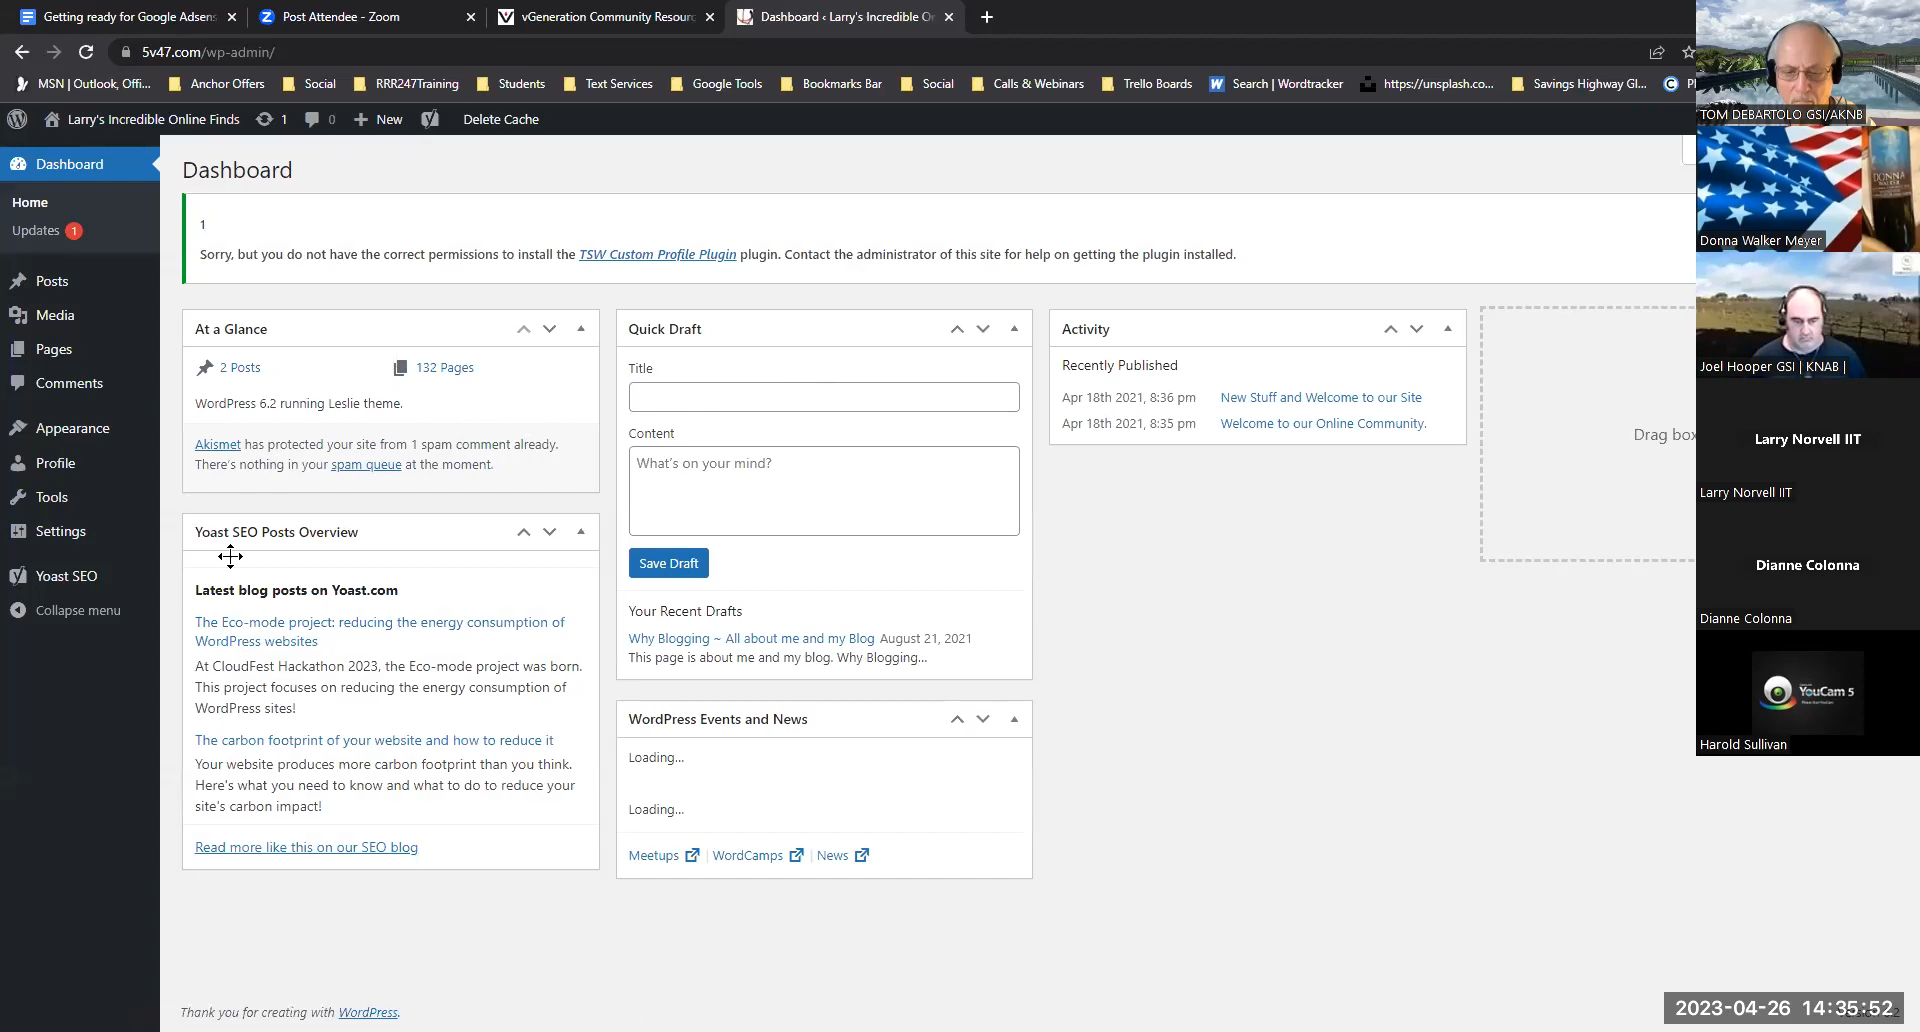 Getting ready for Google Adsens
Post Attendee - Zoom
vGeneration Community Resourc
Dashboard ‹ Larry's Incredible On
5v47.com/wp-admin/
MSN | Outlook, Offi...
Anchor Offers
Social
RRR247Training
Students
Text Services
Google Tools
Bookmarks Bar
Social
Calls & Webinars
Trello Boards
Search | Wordtracker
https://unsplash.co...
Savings Highway Gl...
Larry's Incredible Online Finds
1
0
New
Delete Cache
Dashboard
Home
Updates 1
Posts
Media
Pages
Comments
Appearance
Profile
Tools
Settings
Yoast SEO
Collapse menu
Dashboard
1
Sorry, but you do not have the correct permissions to install the TSW Custom Profile Plugin plugin. Contact the administrator of this site for help on getting the plugin installed.
At a Glance
2 Posts
132 Pages
WordPress 6.2 running Leslie theme.
Akismet has protected your site from 1 spam comment already.
There's nothing in your spam queue at the moment.
Yoast SEO Posts Overview
Latest blog posts on Yoast.com
The Eco-mode project: reducing the energy consumption of
WordPress websites
At CloudFest Hackathon 2023, the Eco-mode project was born.
This project focuses on reducing the energy consumption of
WordPress sites!
The carbon footprint of your website and how to reduce it
Your website produces more carbon footprint than you think.
Here's what you need to know and what to do to reduce your
site's carbon impact!
Read more like this on our SEO blog
Quick Draft
Title
Content
What's on your mind?
Save Draft
Your Recent Drafts
Why Blogging ~ All about me and my Blog August 21, 2021
This page is about me and my blog. Why Blogging...
WordPress Events and News
Loading...
Loading...
Meetups | WordCamps | News
Activity
Recently Published
Apr 18th 2021, 8:36 pm New Stuff and Welcome to our Site
Apr 18th 2021, 8:35 pm Welcome to our Online Community.
Drag box
Thank you for creating with WordPress.
TOM DEBARTOLO GSI/AKNB
DONNA
WALKER
Donna Walker Meyer
Joel Hooper GSI | KNAB |
Larry Norvell IIT
Larry Norvell IIT
Dianne Colonna
Dianne Colonna
YouCam 5
Harold Sullivan
2023-04-26 14:35:52